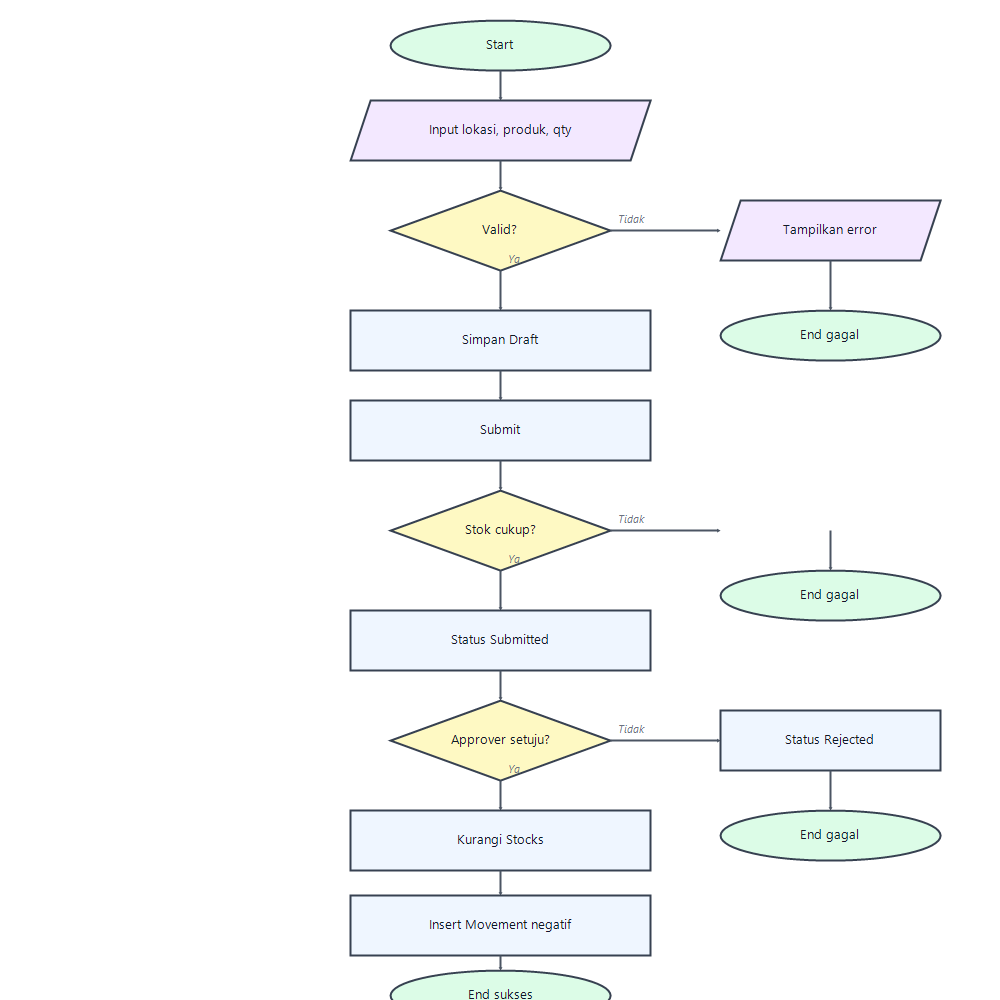 Start
Input lokasi, produk, qty
Valid?
Tidak
Tampilkan error
Ya
Simpan Draft
End gagal
Submit
Stok cukup?
Tidak
Ya
End gagal
Status Submitted
Approver setuju?
Tidak
Status Rejected
Ya
Kurangi Stocks
End gagal
Insert Movement negatif
End sukses